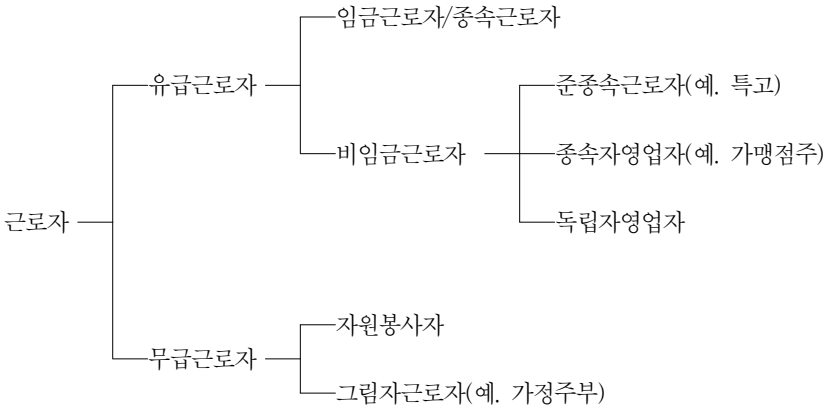 임금근로자/종속근로자
유급근로자
준종속근로자(예. 특고)
비임금근로자
종속자영업자(예. 가맹점주)
근로자
독립자영업자
자원봉사자
무급근로자
그림자근로자(예. 가정주부)